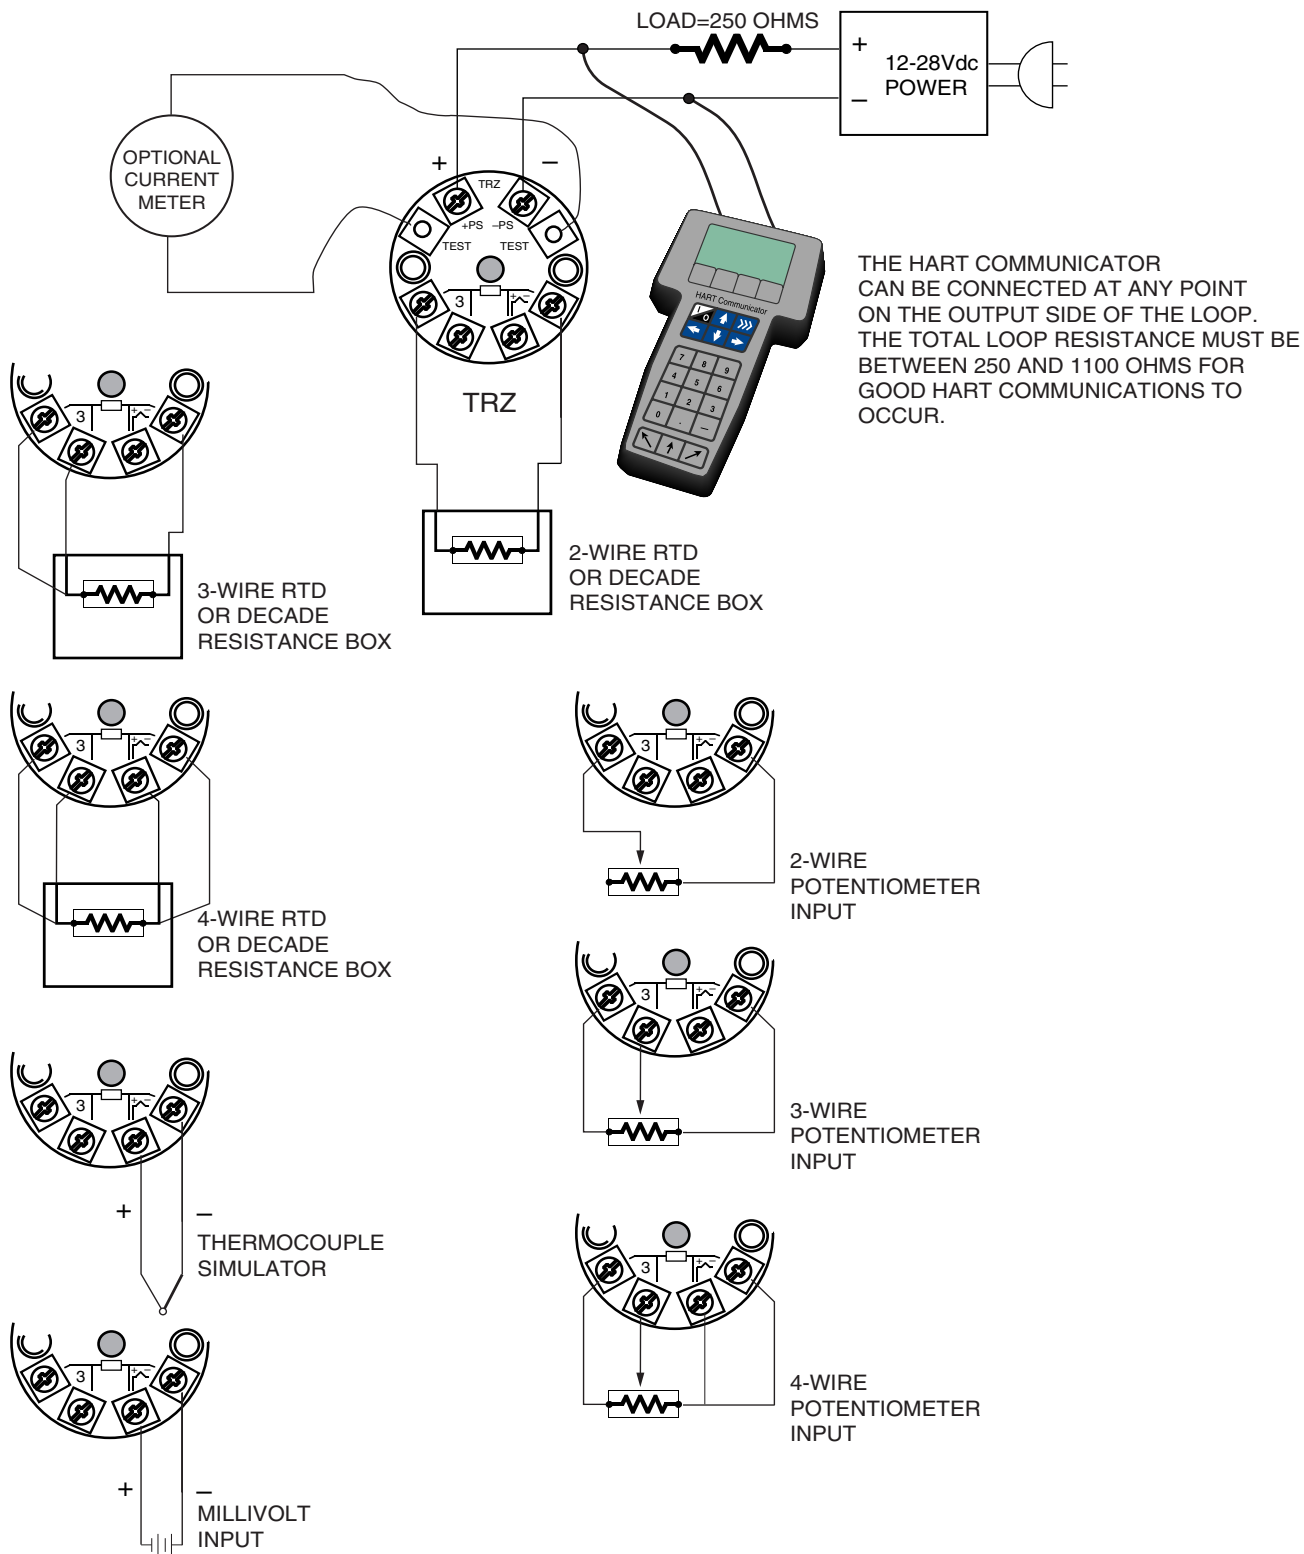 LOAD=250 OHMS
+
12-28Vdc
POWER
–
OPTIONAL
CURRENT
METER
+
–
TRZ
+PS –PS
TEST TEST
3
+ –
TRZ
HART Communicator
I
O
7 8 9
4 5 6
1 2 3
0 . –
THE HART COMMUNICATOR
CAN BE CONNECTED AT ANY POINT
ON THE OUTPUT SIDE OF THE LOOP.
THE TOTAL LOOP RESISTANCE MUST BE
BETWEEN 250 AND 1100 OHMS FOR
GOOD HART COMMUNICATIONS TO
OCCUR.
2-WIRE RTD
OR DECADE
RESISTANCE BOX
3
+ –
3-WIRE RTD
OR DECADE
RESISTANCE BOX
3
+ –
4-WIRE RTD
OR DECADE
RESISTANCE BOX
3
+ –
2-WIRE
POTENTIOMETER
INPUT
3
+ –
3-WIRE
POTENTIOMETER
INPUT
3
+ –
+
–
THERMOCOUPLE
SIMULATOR
3
+ –
4-WIRE
POTENTIOMETER
INPUT
3
+ –
+
–
MILLIVOLT
INPUT